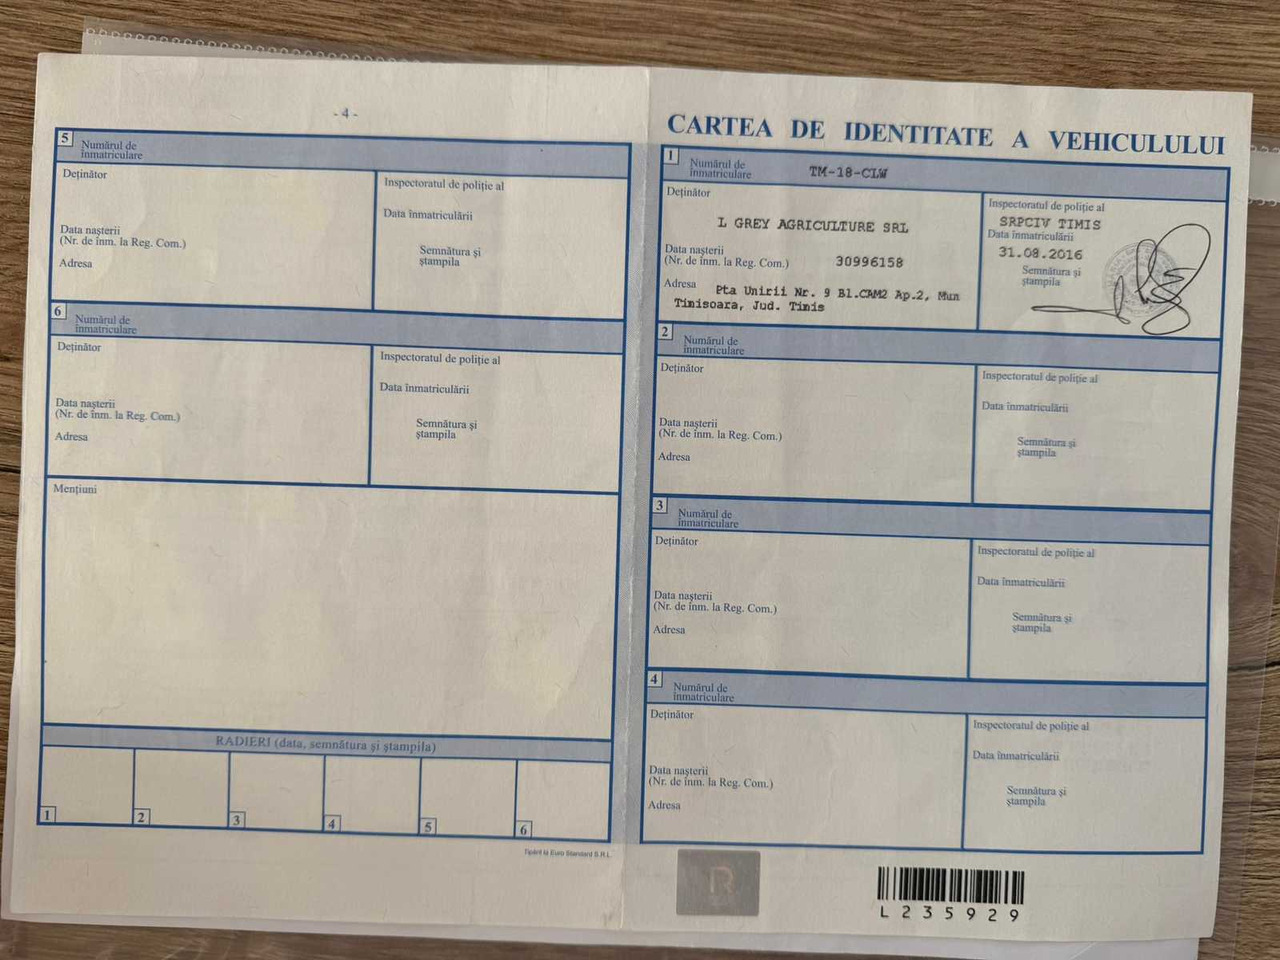 - 4 -
5 Numărul de
înmatriculare
Deținător
Inspectoratul de poliție al
Data înmatriculării
Data nașterii
(Nr. de înm. la Reg. Com.)
Semnătura și
ștampila
Adresa
6 Numărul de
înmatriculare
Deținător
Inspectoratul de poliție al
Data înmatriculării
Data nașterii
(Nr. de înm. la Reg. Com.)
Semnătura și
ștampila
Adresa
Mențiuni
RADIERI (data, semnătura și ștampila)
1 2 3 4 5 6
Tipărit la Euro Standard S.R.L.
CARTEA DE IDENTITATE A VEHICULULUI
1 Numărul de
înmatriculare
TM-18-CLW
Deținător
L GREY AGRICULTURE SRL
Data nașterii
(Nr. de înm. la Reg. Com.) 30996158
Adresa Pta Unirii Nr. 9 Bl.CAM2 Ap.2, Mun
Timisoara, Jud. Timis
Inspectoratul de poliție al
SRPCIV TIMIS
Data înmatriculării
31.08.2016
Semnătura și
ștampila
2 Numărul de
înmatriculare
Deținător
Inspectoratul de poliție al
Data înmatriculării
Data nașterii
(Nr. de înm. la Reg. Com.)
Semnătura și
ștampila
Adresa
3 Numărul de
înmatriculare
Deținător
Inspectoratul de poliție al
Data înmatriculării
Data nașterii
(Nr. de înm. la Reg. Com.)
Semnătura și
ștampila
Adresa
4 Numărul de
înmatriculare
Deținător
Inspectoratul de poliție al
Data înmatriculării
Data nașterii
(Nr. de înm. la Reg. Com.)
Semnătura și
ștampila
Adresa
R
L235929